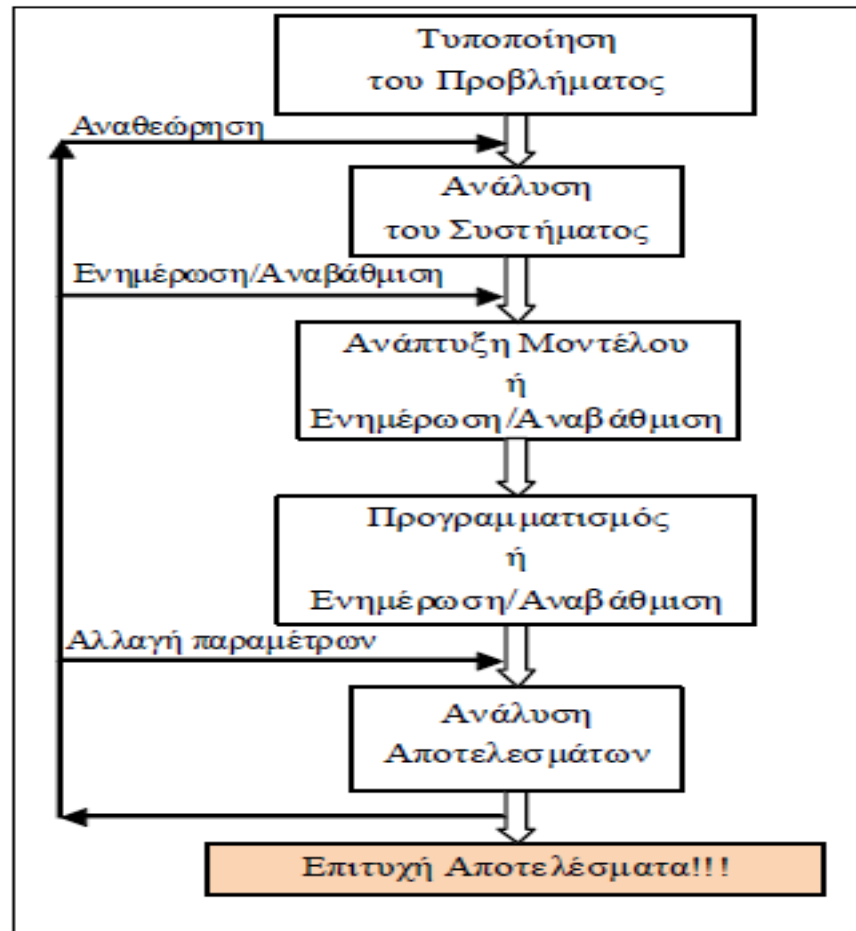 Τυποποίηση
του Προβλήματος
Αναθεώρηση
Ανάλυση
του Συστήματος
Ενημέρωση/Αναβάθμιση
Ανάπτυξη Μοντέλου
ή
Ενημέρωση/Αναβάθμιση
Προγραμματισμός
ή
Ενημέρωση/Αναβάθμιση
Αλλαγή παραμέτρων
Ανάλυση
Αποτελεσμάτων
Επιτυχή Αποτελέσματα!!!